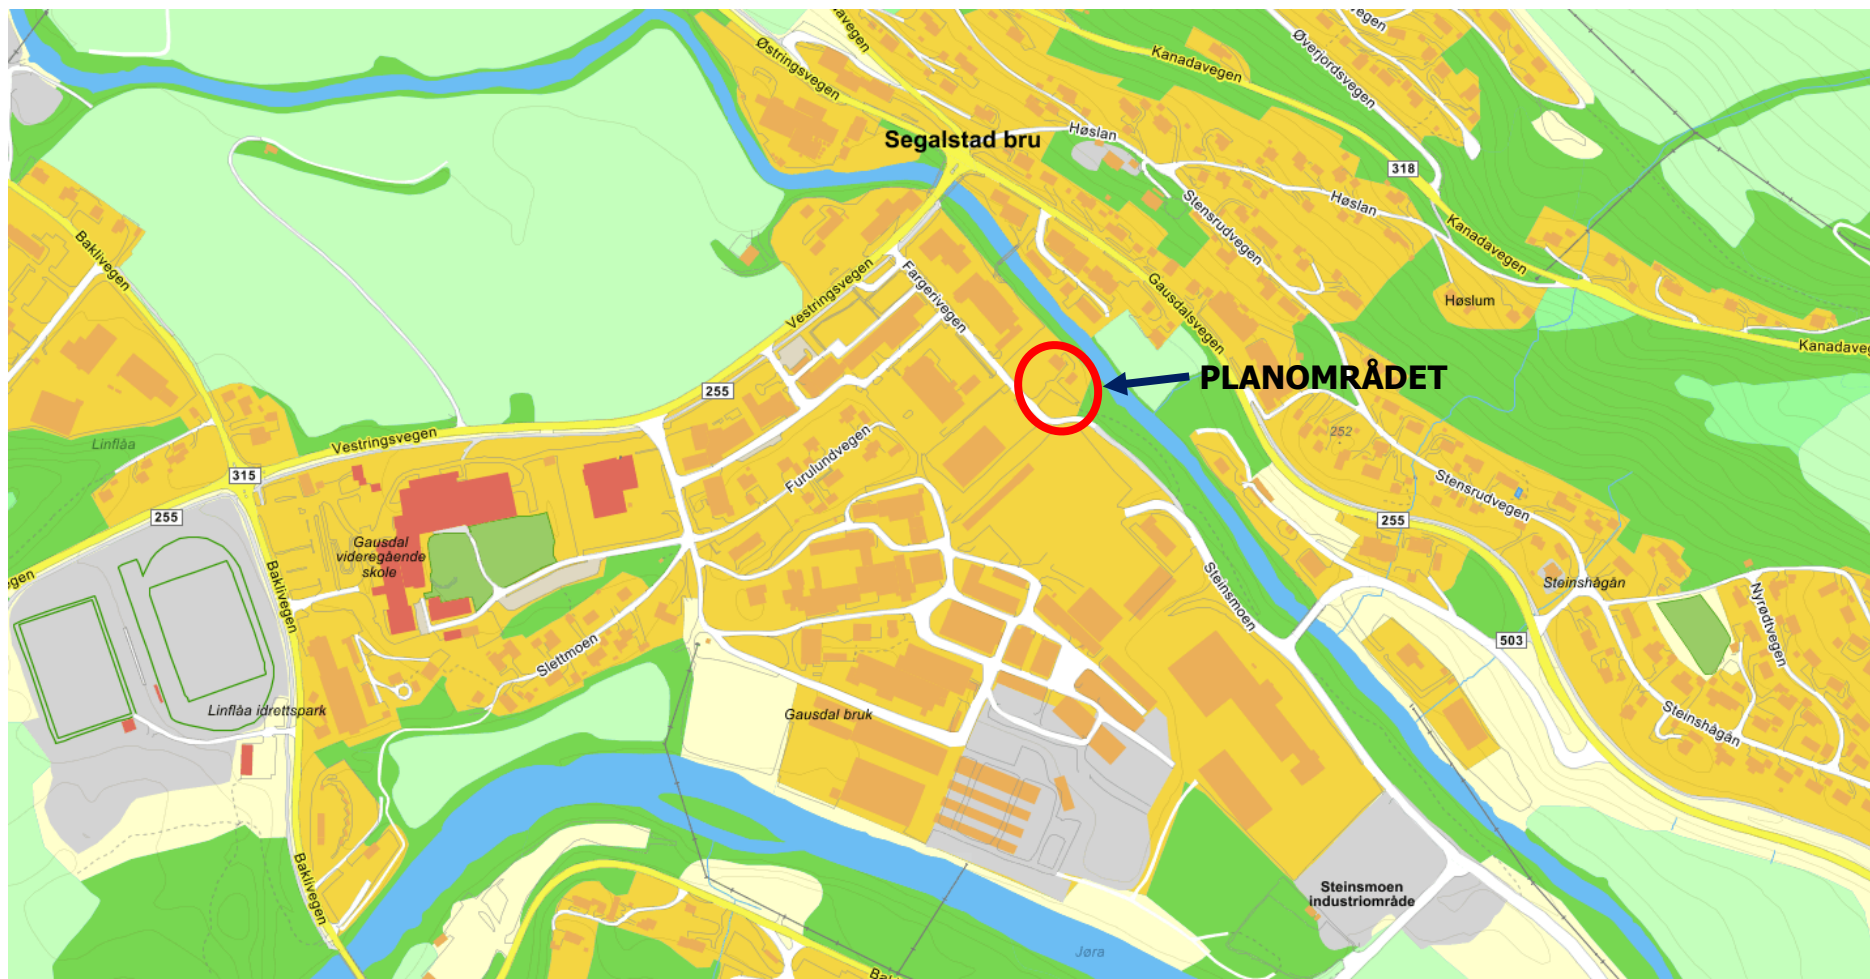 Østringsvegen
Kanadavegen
Øverjordsvegen
Segalstad bru
Høslan
318
Høslan
Stensrudvegen
Kanadavegen
Baklivegen
Fargerivegen
Vestringsvegen
Gausdalsvegen
Høslum
Kanadaveg
PLANOMRÅDET
255
Linflåa
Vestringsvegen
252
315
Furulundvegen
Stensrudvegen
255
255
Gausdal
videregående
skole
Steinshågån
Baklivegen
Steinsmoen
Nyrødtvegen
503
Slettmoen
Linflåa idrettspark
Gausdal bruk
Steinshågån
Baklivegen
Steinsmoen
industriområde
Jøra